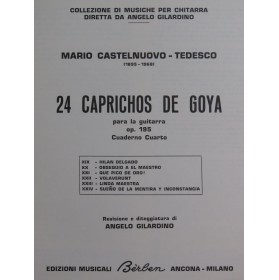 COLLEZIONE DI MUSICHE PER CHITARRA
DIRETTA DA ANGELO GILARDINO
MARIO CASTELNUOVO - TEDESCO
(1895 - 1968)
24 CAPRICHOS DE GOYA
para la guitarra
op. 195
Cuaderno Cuarto
XIX - HILAN DELGADO
XX - OBSEQUIO A EL MAESTRO
XXI - QUE PICO DE ORO!
XXII - VOLAVERUNT
XXIII - LINDA MAESTRA
XXIV - SUEÑO DE LA MENTIRA Y INCONSTANCIA
Revisione e diteggiatura di
ANGELO GILARDINO
EDIZIONI MUSICALI Bèrben ANCONA - MILANO